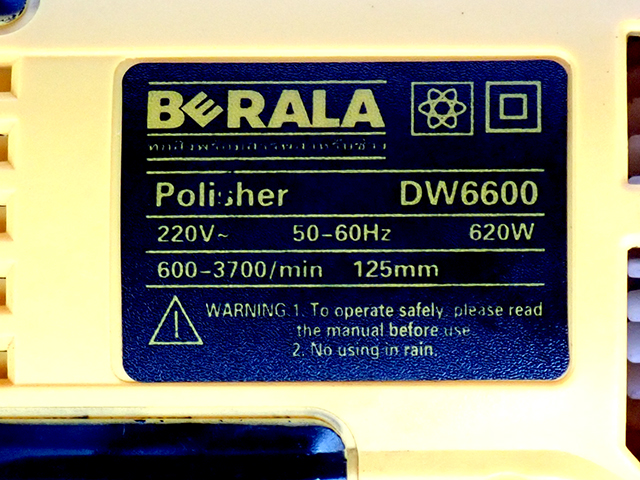 BERALA
Polisher DW6600
220V~ 50-60Hz 620W
600-3700/min 125mm
WARNING 1. To operate safely, please read
the manual before use
2. No using in rain.